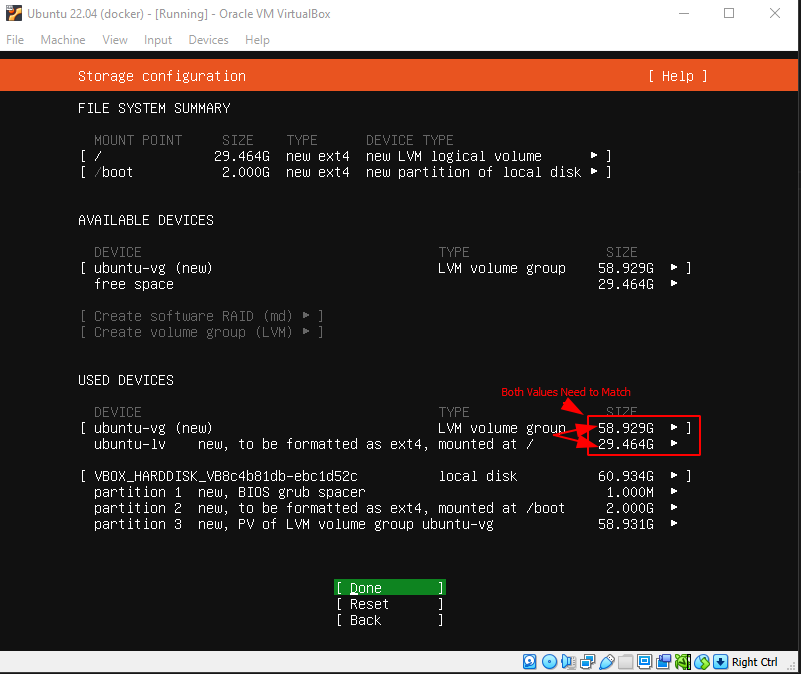 Ubuntu 22.04 (docker) - [Running] - Oracle VM VirtualBox
File Machine View Input Devices Help
Storage configuration [ Help ]
FILE SYSTEM SUMMARY
MOUNT POINT SIZE TYPE DEVICE TYPE
[ / 29.464G new ext4 new LVM logical volume ▸ ]
[ /boot 2.000G new ext4 new partition of local disk ▸ ]
AVAILABLE DEVICES
DEVICE TYPE SIZE
[ ubuntu-vg (new) LVM volume group 58.929G ▸ ]
free space 29.464G ▸
[ Create software RAID (md) ▸ ]
[ Create volume group (LVM) ▸ ]
USED DEVICES
Both Values Need to Match
DEVICE TYPE SIZE
[ ubuntu-vg (new) LVM volume group 58.929G ▸ ]
ubuntu-lv new, to be formatted as ext4, mounted at / 29.464G ▸
[ VBOX_HARDDISK_VB8c4b81db-ebc1d52c local disk 60.934G ▸ ]
partition 1 new, BIOS grub spacer 1.000M ▸
partition 2 new, to be formatted as ext4, mounted at /boot 2.000G ▸
partition 3 new, PV of LVM volume group ubuntu-vg 58.931G ▸
[ Done ]
[ Reset ]
[ Back ]
Right Ctrl